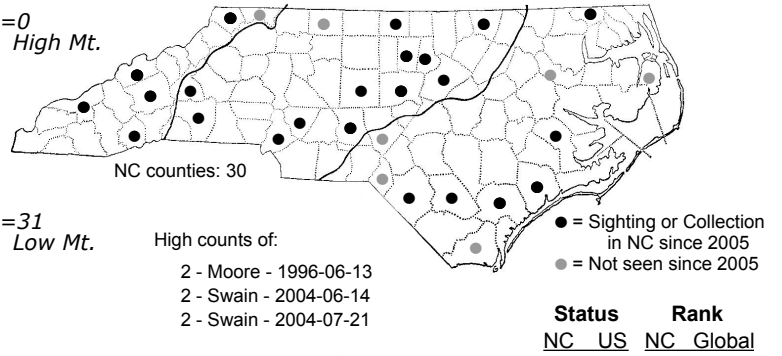 =0
High Mt.
NC counties: 30
=31
Low Mt.
High counts of:
2 - Moore - 1996-06-13
2 - Swain - 2004-06-14
2 - Swain - 2004-07-21
= Sighting or Collection
in NC since 2005
= Not seen since 2005
Status Rank
NC US NC Global